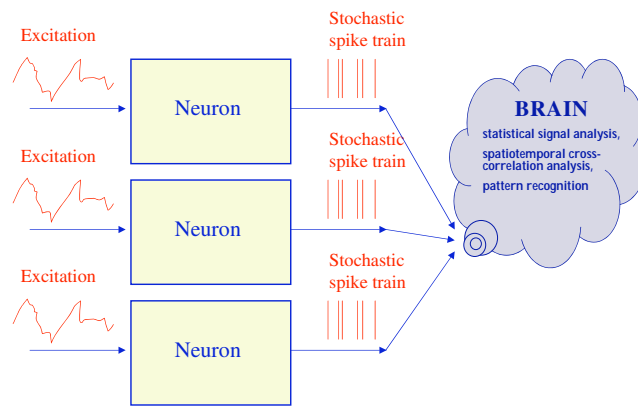 Excitation
Stochastic
spike train
Neuron
Excitation
Stochastic
spike train
Neuron
Excitation
Stochastic
spike train
Neuron
BRAIN
statistical signal analysis,
spatiotemporal cross-
correlation analysis,
pattern recognition